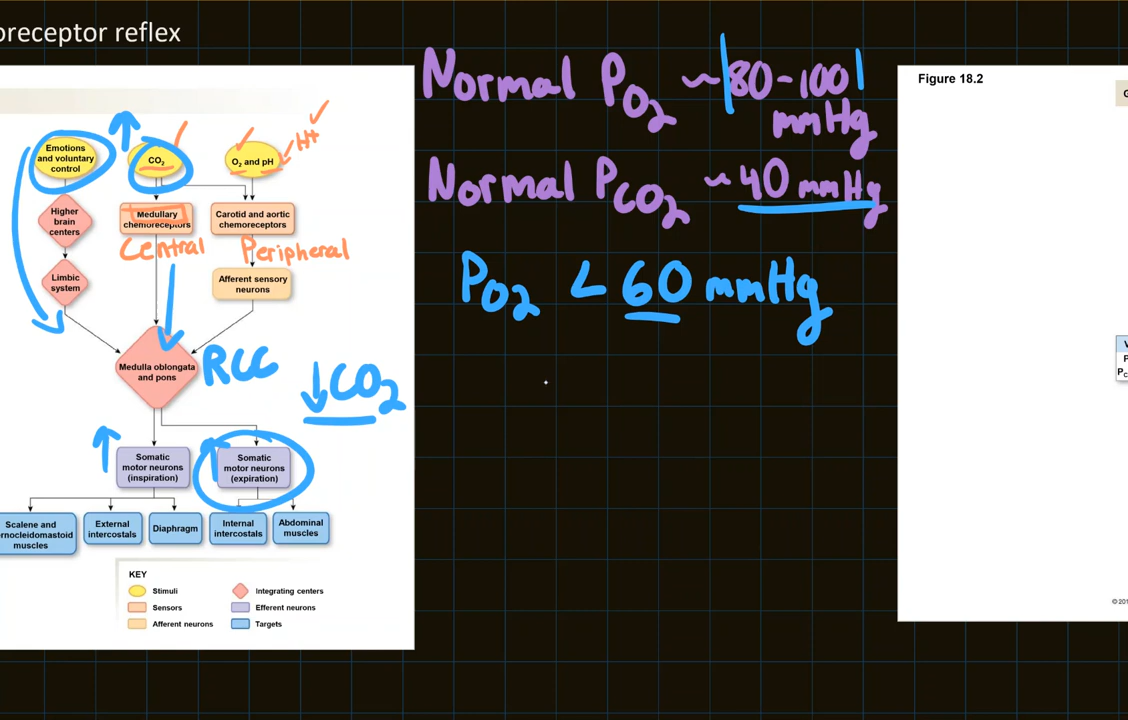 preceptor reflex
Emotions
and voluntary
control
CO₂
O₂ and pH
H+
Higher
brain
centers
Medullary
chemoreceptors
Carotid and aortic
chemoreceptors
Central
Peripheral
Limbic
system
Afferent sensory
neurons
Medulla oblongata
and pons
RCC
↓CO₂
Somatic
motor neurons
(inspiration)
Somatic
motor neurons
(expiration)
Scalene and
rnocleidomastoid
muscles
External
intercostals
Diaphragm
Internal
intercostals
Abdominal
muscles
KEY
Stimuli
Sensors
Afferent neurons
Integrating centers
Efferent neurons
Targets
Normal PO₂ ~ 80-100
mmHg
Normal PCO₂ ~ 40 mmHg
PO₂ < 60 mmHg
Figure 18.2
G
V
P
PC
© 201